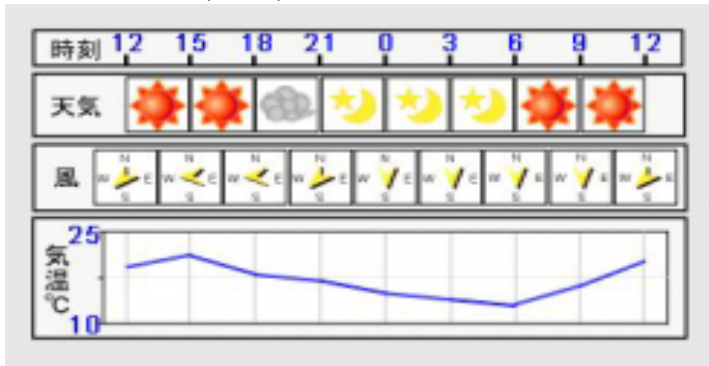 時刻 12 15 18 21 0 3 6 9 12
天気
風 N W E S N W E S N W E S N W E S N W E S N W E S N W E S N W E S N W E S
25
気温
℃
10